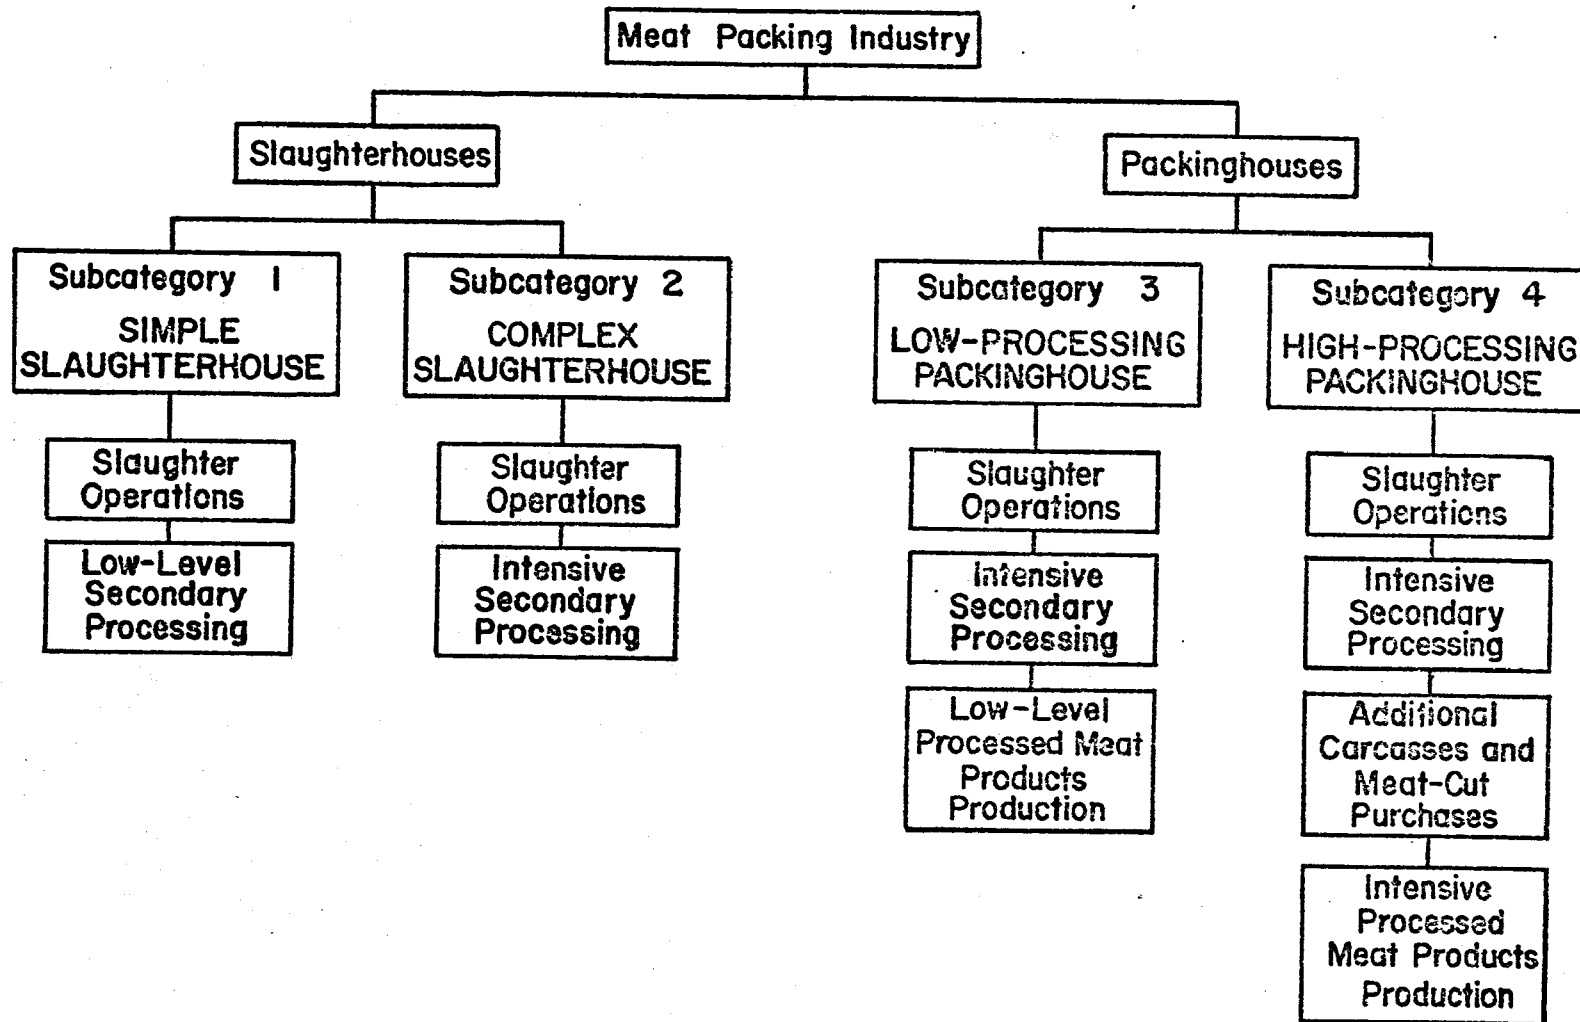 Meat Packing Industry
Slaughterhouses
Packinghouses
Subcategory 1
SIMPLE
SLAUGHTERHOUSE
Slaughter
Operations
Low-Level
Secondary
Processing
Subcategory 2
COMPLEX
SLAUGHTERHOUSE
Slaughter
Operations
Intensive
Secondary
Processing
Subcategory 3
LOW-PROCESSING
PACKINGHOUSE
Slaughter
Operations
Intensive
Secondary
Processing
Low-Level
Processed Meat
Products
Production
Subcategory 4
HIGH-PROCESSING
PACKINGHOUSE
Slaughter
Operations
Intensive
Secondary
Processing
Additional
Carcasses and
Meat-Cut
Purchases
Intensive
Processed
Meat Products
Production